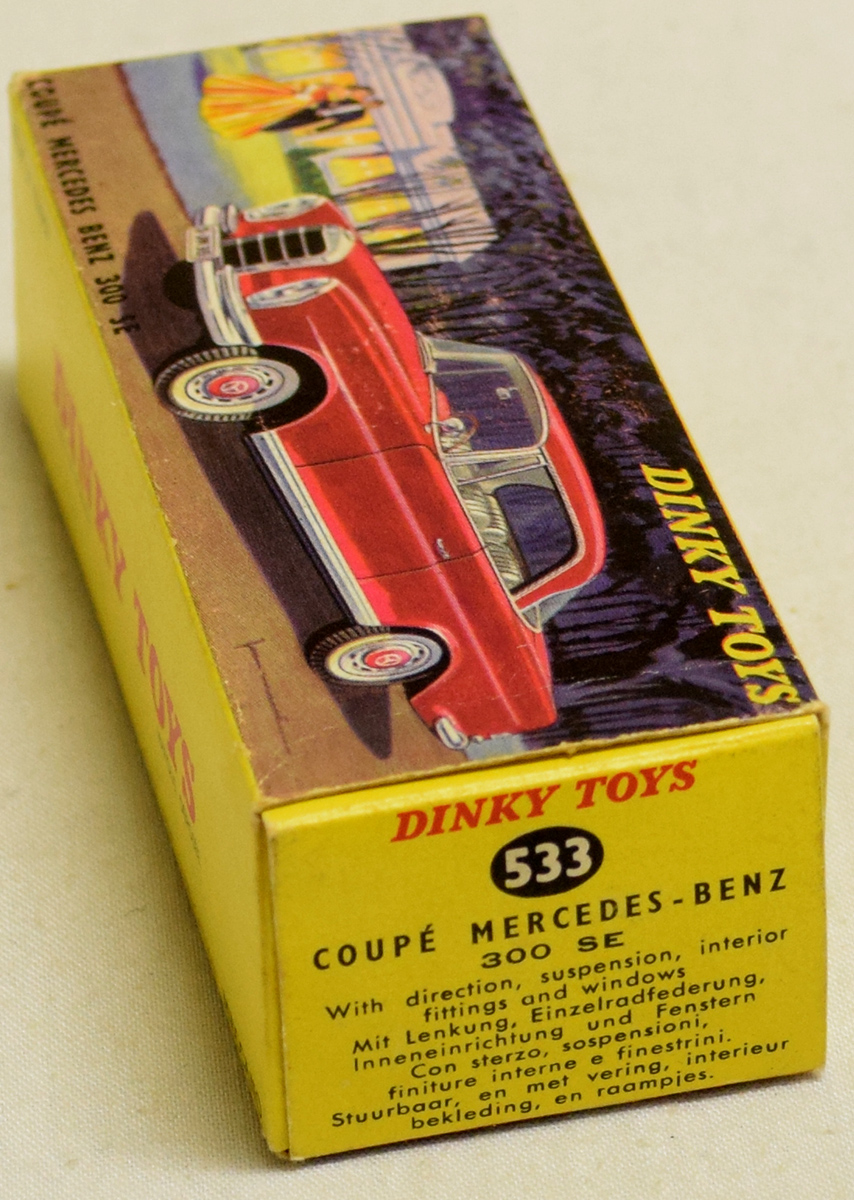 COUPÉ MERCEDES BENZ 300 SE
DINKY TOYS
DINKY TOYS
DINKY TOYS
533
COUPÉ MERCEDES-BENZ
300 SE
With direction, suspension, interior
fittings and windows
Mit Lenkung, Einzelradfederung,
Inneneinrichtung und Fenstern
Con sterzo, sospensioni,
finiture interne e finestrini.
Stuurbaar, en met vering, interieur
bekleding, en raampjes.